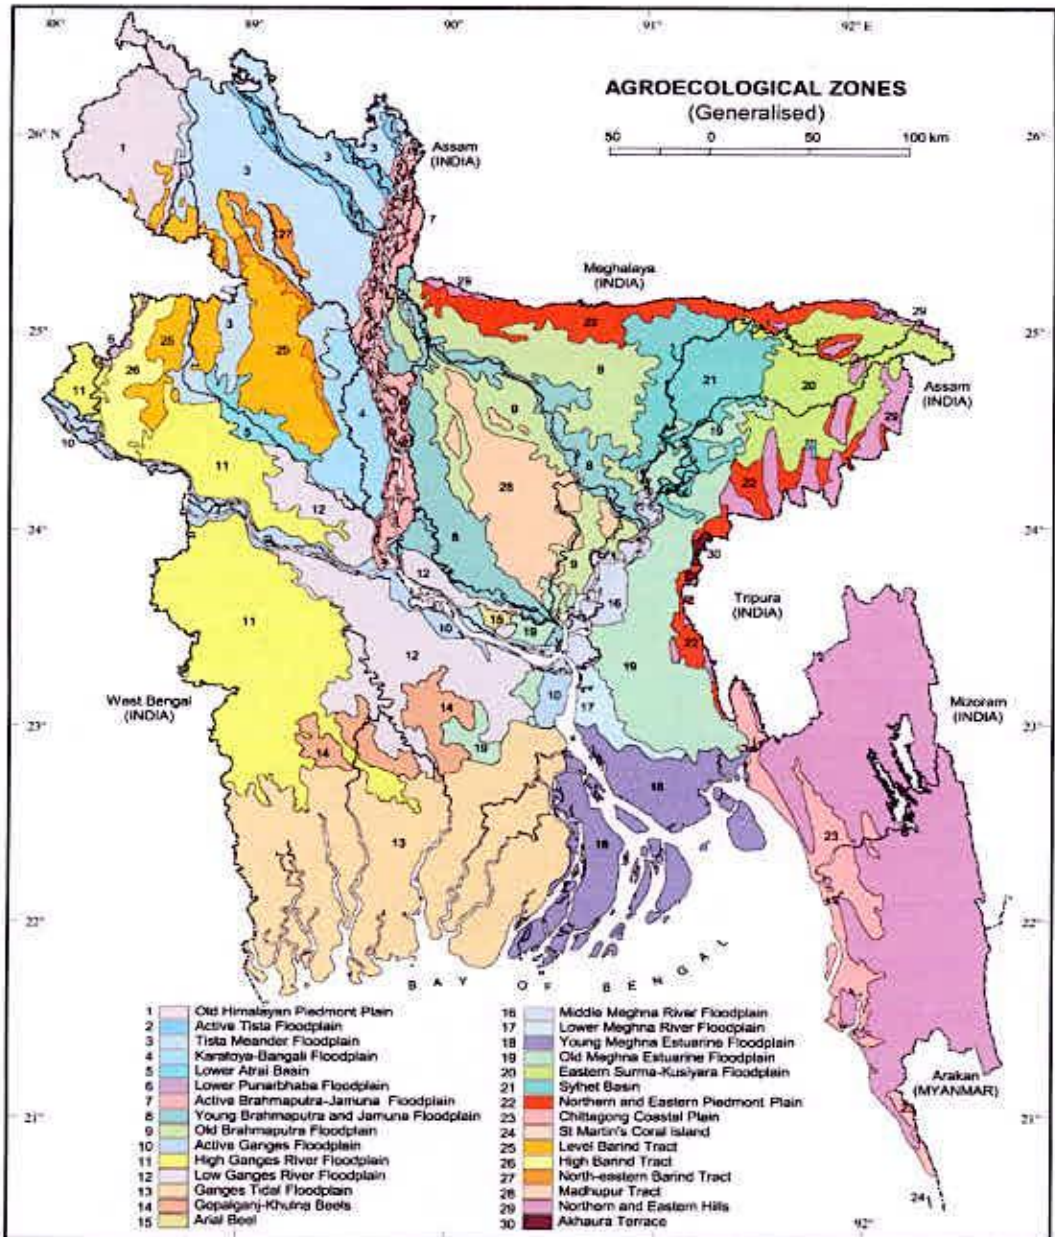 88° 89° 90° 91° 92° E
AGROECOLOGICAL ZONES
(Generalised)
50 0 50 100 km
26° N
26°
Assam
(INDIA)
Meghalaya
(INDIA)
25°
25°
Assam
(INDIA)
24°
24°
Tripura
(INDIA)
West Bengal
(INDIA)
Mizoram
(INDIA)
23°
23°
22°
22°
BAY OF BENGAL
Arakan
(MYANMAR)
21°
21°
92°
1 Old Himalayan Piedmont Plain
2 Active Tista Floodplain
3 Tista Meander Floodplain
4 Karatoya-Bangali Floodplain
5 Lower Atrai Basin
6 Lower Punarbhaba Floodplain
7 Active Brahmaputra-Jamuna Floodplain
8 Young Brahmaputra and Jamuna Floodplain
9 Old Brahmaputra Floodplain
10 Active Ganges Floodplain
11 High Ganges River Floodplain
12 Low Ganges River Floodplain
13 Ganges Tidal Floodplain
14 Gopalganj-Khulna Beels
15 Arial Beel
16 Middle Meghna River Floodplain
17 Lower Meghna River Floodplain
18 Young Meghna Estuarine Floodplain
19 Old Meghna Estuarine Floodplain
20 Eastern Surma-Kusiyara Floodplain
21 Sylhet Basin
22 Northern and Eastern Piedmont Plain
23 Chittagong Coastal Plain
24 St Martin's Coral Island
25 Level Barind Tract
26 High Barind Tract
27 North-eastern Barind Tract
28 Madhupur Tract
29 Northern and Eastern Hills
30 Akhaura Terrace